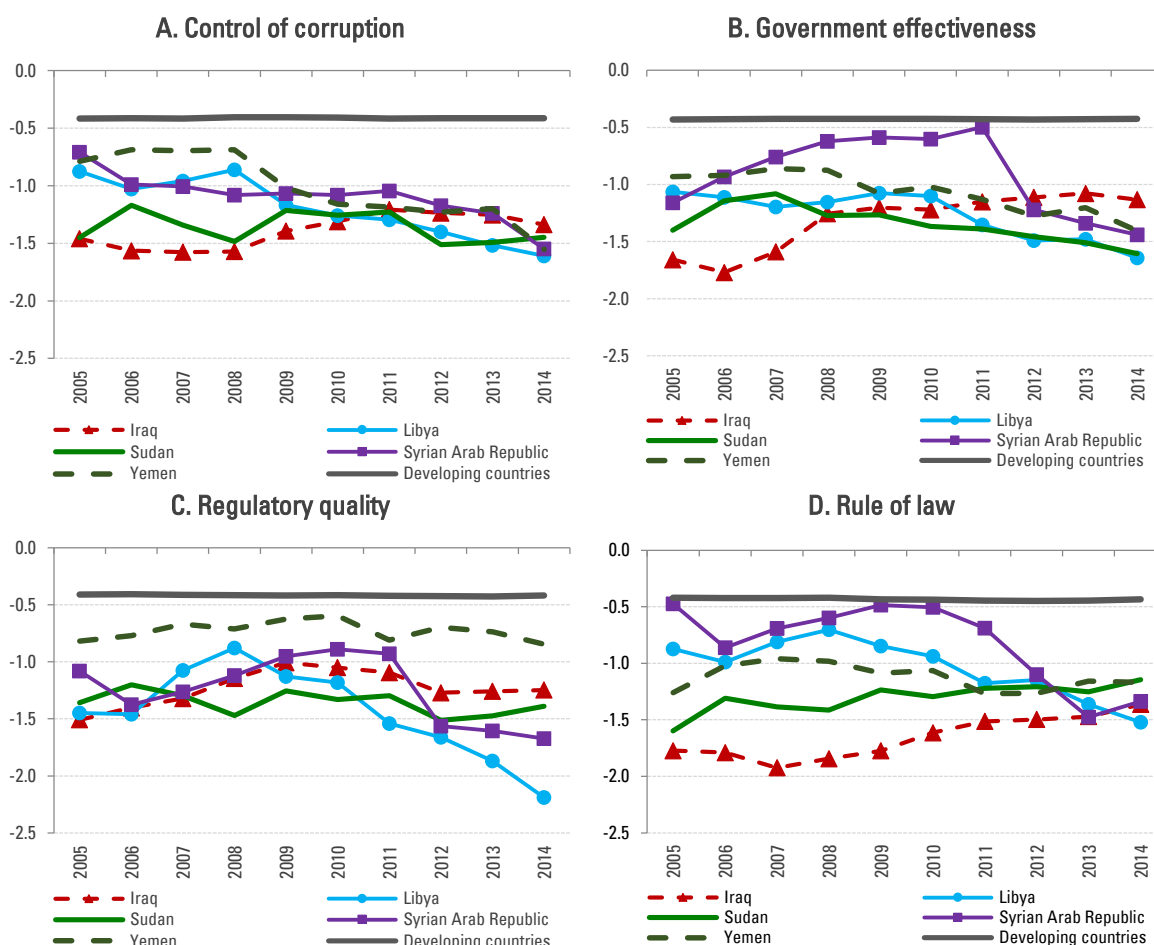 A. Control of corruption
0.0
-0.5
-1.0
-1.5
-2.0
-2.5
2005 2006 2007 2008 2009 2010 2011 2012 2013 2014
Iraq Libya
Sudan Syrian Arab Republic
Yemen Developing countries
B. Government effectiveness
0.0
-0.5
-1.0
-1.5
-2.0
-2.5
2005 2006 2007 2008 2009 2010 2011 2012 2013 2014
Iraq Libya
Sudan Syrian Arab Republic
Yemen Developing countries
C. Regulatory quality
0.0
-0.5
-1.0
-1.5
-2.0
-2.5
2005 2006 2007 2008 2009 2010 2011 2012 2013 2014
Iraq Libya
Sudan Syrian Arab Republic
Yemen Developing countries
D. Rule of law
0.0
-0.5
-1.0
-1.5
-2.0
-2.5
2005 2006 2007 2008 2009 2010 2011 2012 2013 2014
Iraq Libya
Sudan Syrian Arab Republic
Yemen Developing countries